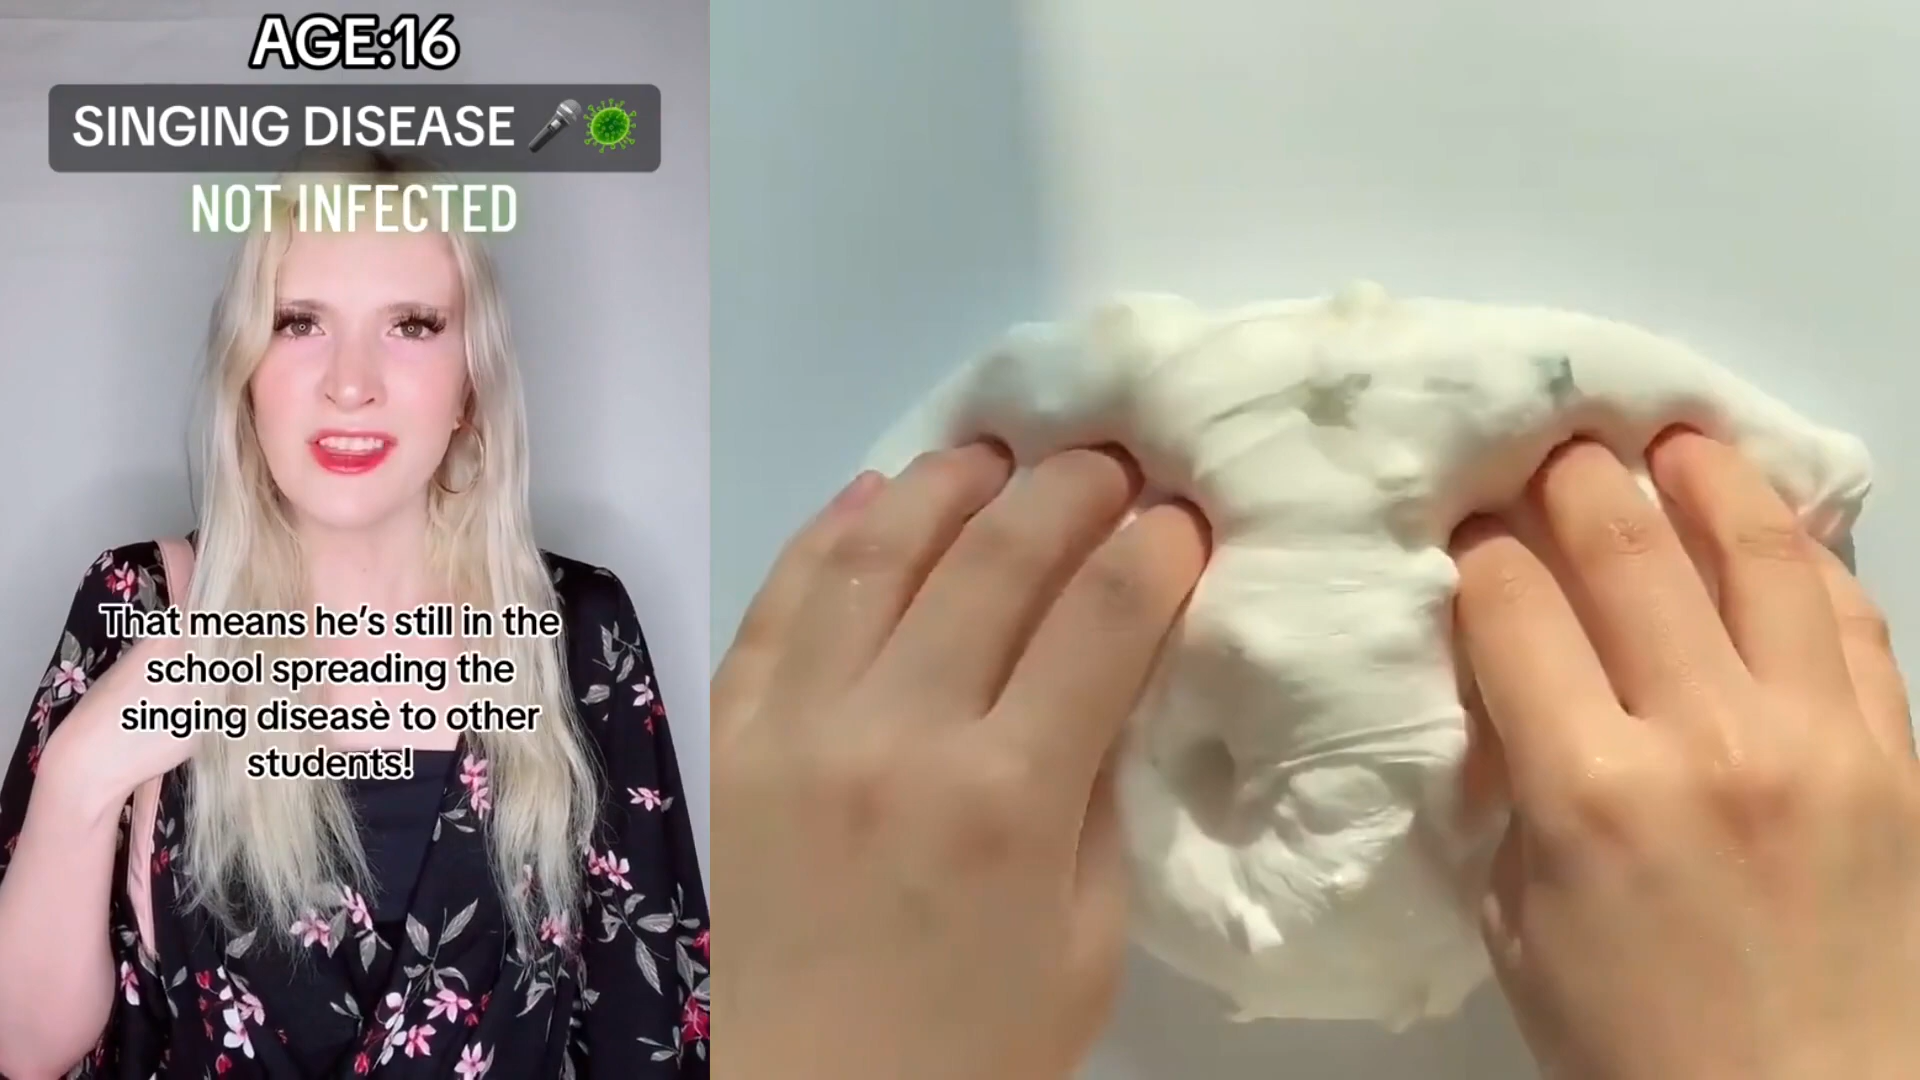 AGE:16
SINGING DISEASE 🎤🦠
NOT INFECTED
That means he's still in the
school spreading the
singing diseasè to other
students!